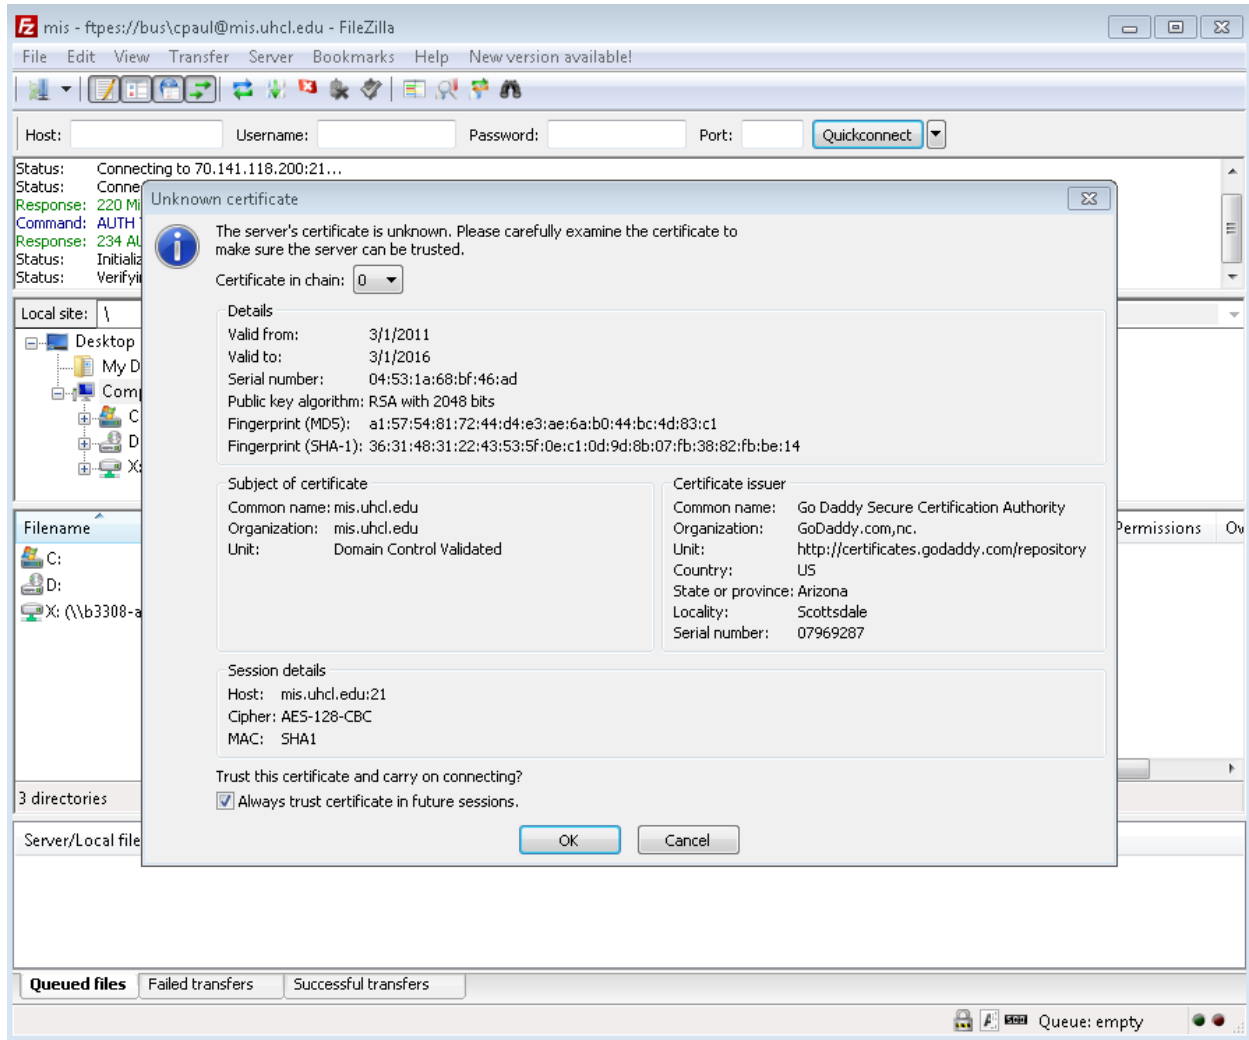 mis - ftpes://bus\cpaul@mis.uhcl.edu - FileZilla
File Edit View Transfer Server Bookmarks Help New version available!
Host: Username: Password: Port: Quickconnect
Status: Connecting to 70.141.118.200:21...
Status: Conne
Response: 220 Mi
Command: AUTH
Response: 234 AU
Status: Initializ
Status: Verifyi
Unknown certificate
The server's certificate is unknown. Please carefully examine the certificate to
make sure the server can be trusted.
Certificate in chain: 0
Details
Valid from: 3/1/2011
Valid to: 3/1/2016
Serial number: 04:53:1a:68:bf:46:ad
Public key algorithm: RSA with 2048 bits
Fingerprint (MD5): a1:57:54:81:72:44:d4:e3:ae:6a:b0:44:bc:4d:83:c1
Fingerprint (SHA-1): 36:31:48:31:22:43:53:5f:0e:c1:0d:9d:8b:07:fb:38:82:fb:be:14
Subject of certificate
Common name: mis.uhcl.edu
Organization: mis.uhcl.edu
Unit: Domain Control Validated
Certificate issuer
Common name: Go Daddy Secure Certification Authority
Organization: GoDaddy.com,nc.
Unit: http://certificates.godaddy.com/repository
Country: US
State or province: Arizona
Locality: Scottsdale
Serial number: 07969287
Session details
Host: mis.uhcl.edu:21
Cipher: AES-128-CBC
MAC: SHA1
Trust this certificate and carry on connecting?
Always trust certificate in future sessions.
OK Cancel
Local site: \
Desktop
My D
Comp
C
D
X:
Filename
Permissions Ow
C:
D:
X: (\\b3308-a
3 directories
Server/Local file
Queued files Failed transfers Successful transfers
Queue: empty